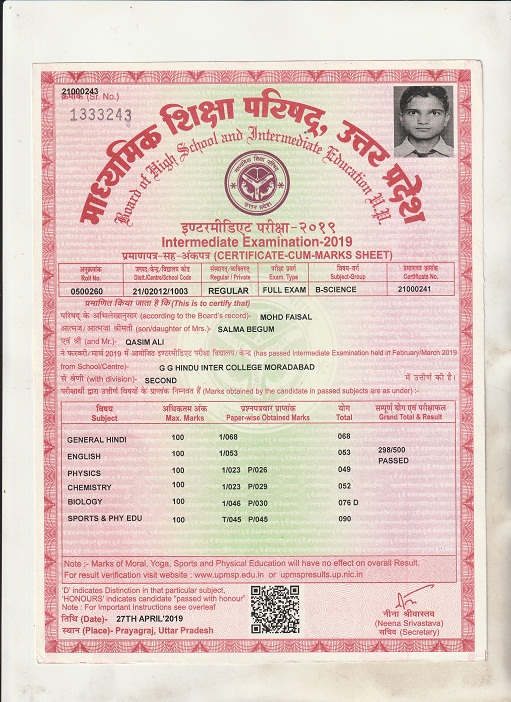 21000243
क्रमांक (Sr. No.)
1333243
माध्यमिक शिक्षा परिषद्, उत्तर प्रदेश
Board of High School and Intermediate Education U.P.
इण्टरमीडिएट परीक्षा-२०१९
Intermediate Examination-2019
प्रमाणपत्र-सह-अंकपत्र (CERTIFICATE-CUM-MARKS SHEET)
अनुक्रमांक जनपद/केन्द्र/विद्यालय कोड संस्थागत/व्यक्तिगत परीक्षा प्रकार विषय-वर्ग प्रमाणपत्र क्रमांक
Roll No. Distt./Centre/School Code Regular / Private Exam. Type Subject-Group Certificate No.
0500260 21/02012/1003 REGULAR FULL EXAM B-SCIENCE 21000241
प्रमाणित किया जाता है कि (This is to certify that)
परिषद् के अभिलेखानुसार (according to the Board's record)- MOHD FAISAL
आत्मज/ आत्मजा श्रीमती (son/daughter of Mrs.)- SALMA BEGUM
एवं श्री (and Mr.)- QASIM ALI
ने फरवरी/मार्च 2019 में आयोजित इण्टरमीडिएट परीक्षा विद्यालय/ केन्द्र (has passed Intermediate Examination held in February/March 2019
from School/Centre)- G G HINDU INTER COLLEGE MORADABAD
से श्रेणी (with division)- SECOND में उत्तीर्ण की है।
परीक्षार्थी द्वारा उत्तीर्ण विषयों के प्राप्तांक निम्नवत हैं (Marks obtained by the candidate in passed subjects are as under) :-
विषय अधिकतम अंक प्रश्नपत्रवार प्राप्तांक योग सम्पूर्ण योग एवं परीक्षाफल
Subject Max. Marks Paper-wise Obtained Marks Total Grand Total & Result
GENERAL HINDI 100 1/068 068
ENGLISH 100 1/053 053 298/500
PASSED
PHYSICS 100 1/023 P/026 049
CHEMISTRY 100 1/023 P/029 052
BIOLOGY 100 1/046 P/030 076 D
SPORTS & PHY EDU 100 T/045 P/045 090
Note :- Marks of Moral, Yoga, Sports and Physical Education will have no effect on overall Result.
For result verification visit website : www.upmsp.edu.in or upmspresults.up.nic.in
'D' indicates Distinction in that particular subject.
'HONOURS' indicates candidate "passed with honour"
Note : For Important Instructions see overleaf
तिथि (Date)- 27TH APRIL'2019
स्थान (Place)- Prayagraj, Uttar Pradesh
नीना श्रीवास्तव
(Neena Srivastava)
सचिव (Secretary)